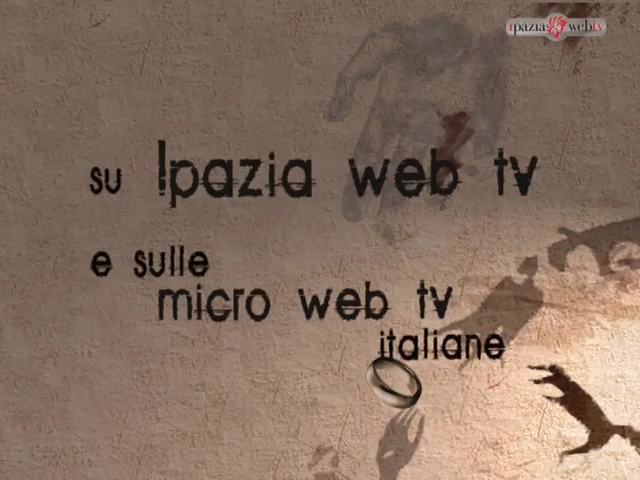 ipazia webtv
su Ipazia web tv
e sulle
micro web tv
italiane